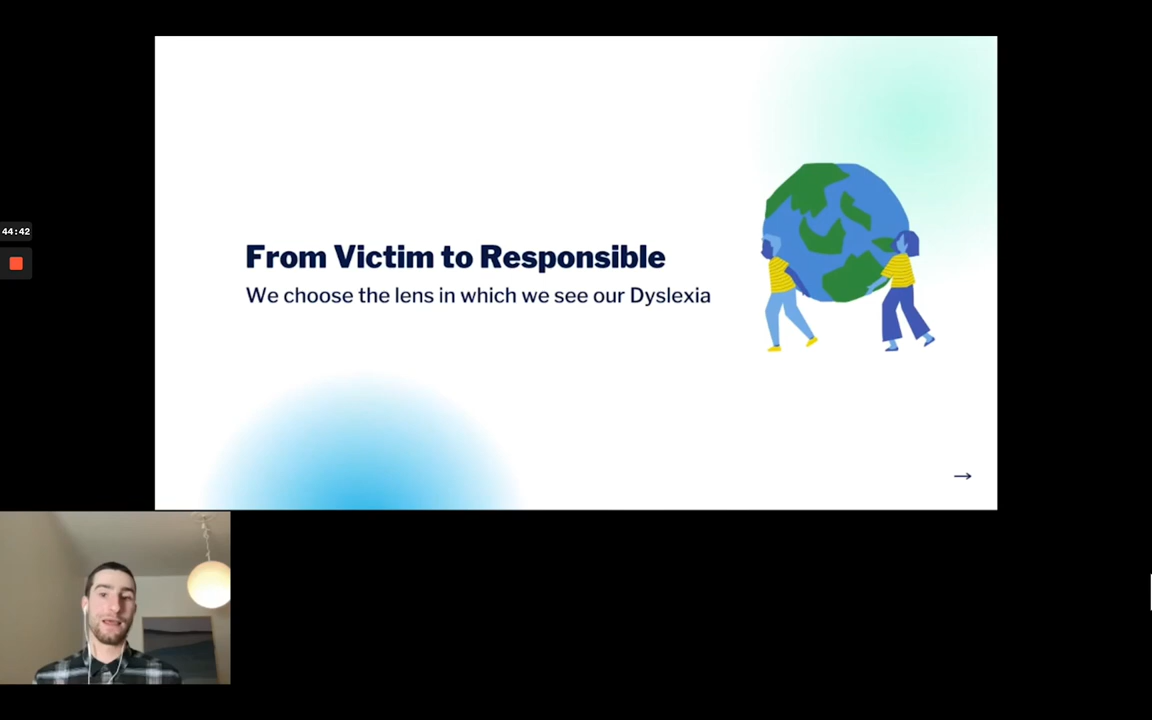 From Victim to Responsible
We choose the lens in which we see our Dyslexia
44:42